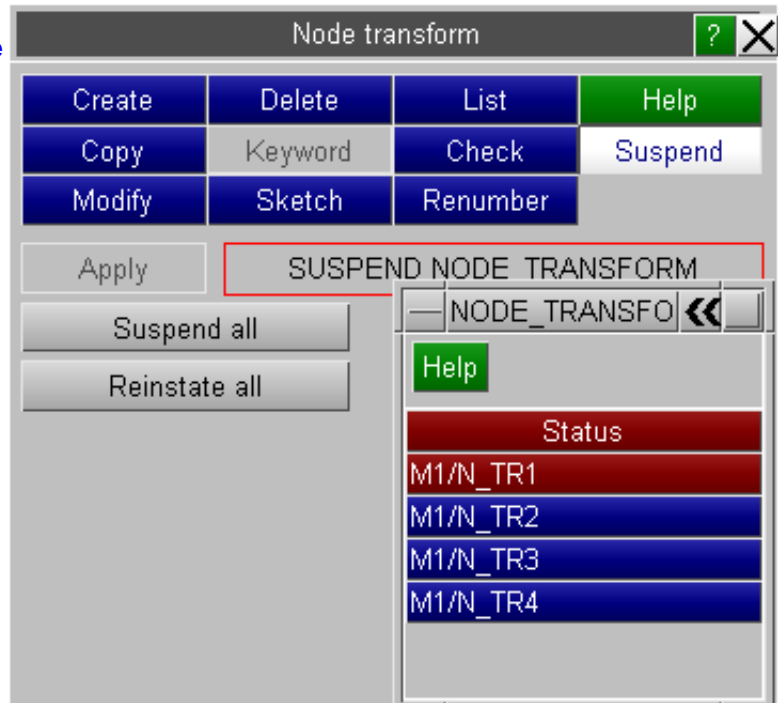 e
Node transform ?
Create Delete List Help
Copy Keyword Check Suspend
Modify Sketch Renumber
Apply SUSPEND NODE_TRANSFORM
Suspend all
Reinstate all
NODE_TRANSFO
Help
Status
M1/N_TR1
M1/N_TR2
M1/N_TR3
M1/N_TR4